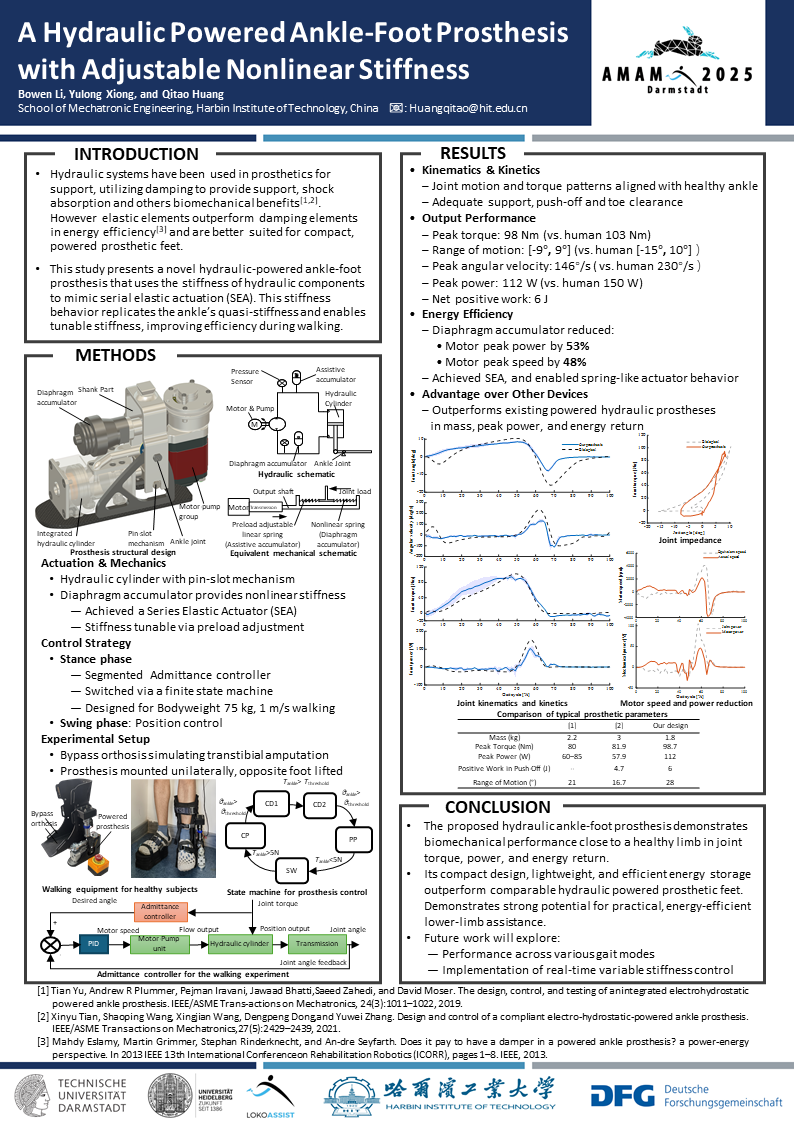 A Hydraulic Powered Ankle-Foot Prosthesis
with Adjustable Nonlinear Stiffness
Bowen Li, Yulong Xiong, and Qitao Huang
School of Mechatronic Engineering, Harbin Institute of Technology, China ✉: Huangqitao@hit.edu.cn
AMAM 2025
Darmstadt
INTRODUCTION
• Hydraulic systems have been used in prosthetics for
support, utilizing damping to provide support, shock
absorption and others biomechanical benefits[1,2].
However elastic elements outperform damping elements
in energy efficiency[3] and are better suited for compact,
powered prosthetic feet.
• This study presents a novel hydraulic-powered ankle-foot
prosthesis that uses the stiffness of hydraulic components
to mimic serial elastic actuation (SEA). This stiffness
behavior replicates the ankle's quasi-stiffness and enables
tunable stiffness, improving efficiency during walking.
METHODS
Diaphragm
accumulator
Shank Part
Integrated
hydraulic cylinder
Pin-slot
mechanism
Ankle joint
Motor pump
group
Prosthesis structural design
Pressure
Sensor
Assistive
accumulator
Motor & Pump
Hydraulic
Cylinder
M
Diaphragm accumulator
Ankle Joint
Hydraulic schematic
Output shaft
Joint load
Motor
Transmission
Preload adjustable
linear spring
(Assistive accumulator)
Nonlinear spring
(Diaphragm
accumulator)
Equivalent mechanical schematic
Actuation & Mechanics
• Hydraulic cylinder with pin-slot mechanism
• Diaphragm accumulator provides nonlinear stiffness
— Achieved a Series Elastic Actuator (SEA)
— Stiffness tunable via preload adjustment
Control Strategy
• Stance phase
— Segmented Admittance controller
— Switched via a finite state machine
— Designed for Bodyweight 75 kg, 1 m/s walking
• Swing phase: Position control
Experimental Setup
• Bypass orthosis simulating transtibial amputation
• Prosthesis mounted unilaterally, opposite foot lifted
Bypass
orthosis
Powered
prosthesis
Walking equipment for healthy subjects
Tankle> Tthreshold
CD1
CD2
CP
PP
SW
Tankle>5N
Tankle<5N
State machine for prosthesis control
Desired angle
Admittance
controller
Joint torque
+
-
Motor speed
Flow output
Position output
Joint angle
PID
Motor Pump
unit
Hydraulic cylinder
Transmission
Joint angle feedback
Admittance controller for the walking experiment
RESULTS
• Kinematics & Kinetics
– Joint motion and torque patterns aligned with healthy ankle
– Adequate support, push-off and toe clearance
• Output Performance
– Peak torque: 98 Nm (vs. human 103 Nm)
– Range of motion: [-9°, 9°] (vs. human [-15°, 10°] )
– Peak angular velocity: 146°/s ( vs. human 230°/s )
– Peak power: 112 W (vs. human 150 W)
– Net positive work: 6 J
• Energy Efficiency
– Diaphragm accumulator reduced:
• Motor peak power by 53%
• Motor peak speed by 48%
– Achieved SEA, and enabled spring-like actuator behavior
• Advantage over Other Devices
– Outperforms existing powered hydraulic prostheses
in mass, peak power, and energy return
Joint impedance
Joint kinematics and kinetics
Motor speed and power reduction
Comparison of typical prosthetic parameters
[1] [2] Our design
Mass (kg) 2.2 3 1.8
Peak Torque (Nm) 80 81.9 98.7
Peak Power (W) 60–85 57.9 112
Positive Work in Push Off (J) 4.7 6
Range of Motion (°) 21 16.7 28
CONCLUSION
• The proposed hydraulic ankle-foot prosthesis demonstrates
biomechanical performance close to a healthy limb in joint
torque, power, and energy return.
• Its compact design, lightweight, and efficient energy storage
outperform comparable hydraulic powered prosthetic feet.
Demonstrates strong potential for practical, energy-efficient
lower-limb assistance.
• Future work will explore:
— Performance across various gait modes
— Implementation of real-time variable stiffness control
[1] Tian Yu, Andrew R Plummer, Pejman Iravani, Jawaad Bhatti,Saeed Zahedi, and David Moser. The design, control, and testing of anintegrated electrohydrostatic
powered ankle prosthesis. IEEE/ASME Trans-actions on Mechatronics, 24(3):1011–1022, 2019.
[2] Xinyu Tian, Shaoping Wang, Xingjian Wang, Dengpeng Dong,and Yuwei Zhang. Design and control of a compliant electro-hydrostatic-powered ankle prosthesis.
IEEE/ASME Transactions on Mechatronics,27(5):2429–2439, 2021.
[3] Mahdy Eslamy, Martin Grimmer, Stephan Rinderknecht, and An-dre Seyfarth. Does it pay to have a damper in a powered ankle prosthesis? a power-energy
perspective. In 2013 IEEE 13th International Conferenceon Rehabilitation Robotics (ICORR), pages 1–8. IEEE, 2013.
TECHNISCHE
UNIVERSITÄT
DARMSTADT
UNIVERSITÄT
HEIDELBERG
ZUKUNFT
SEIT 1386
LOKOASSIST
哈爾濱工業大學
HARBIN INSTITUTE OF TECHNOLOGY
DFG Deutsche
Forschungsgemeinschaft